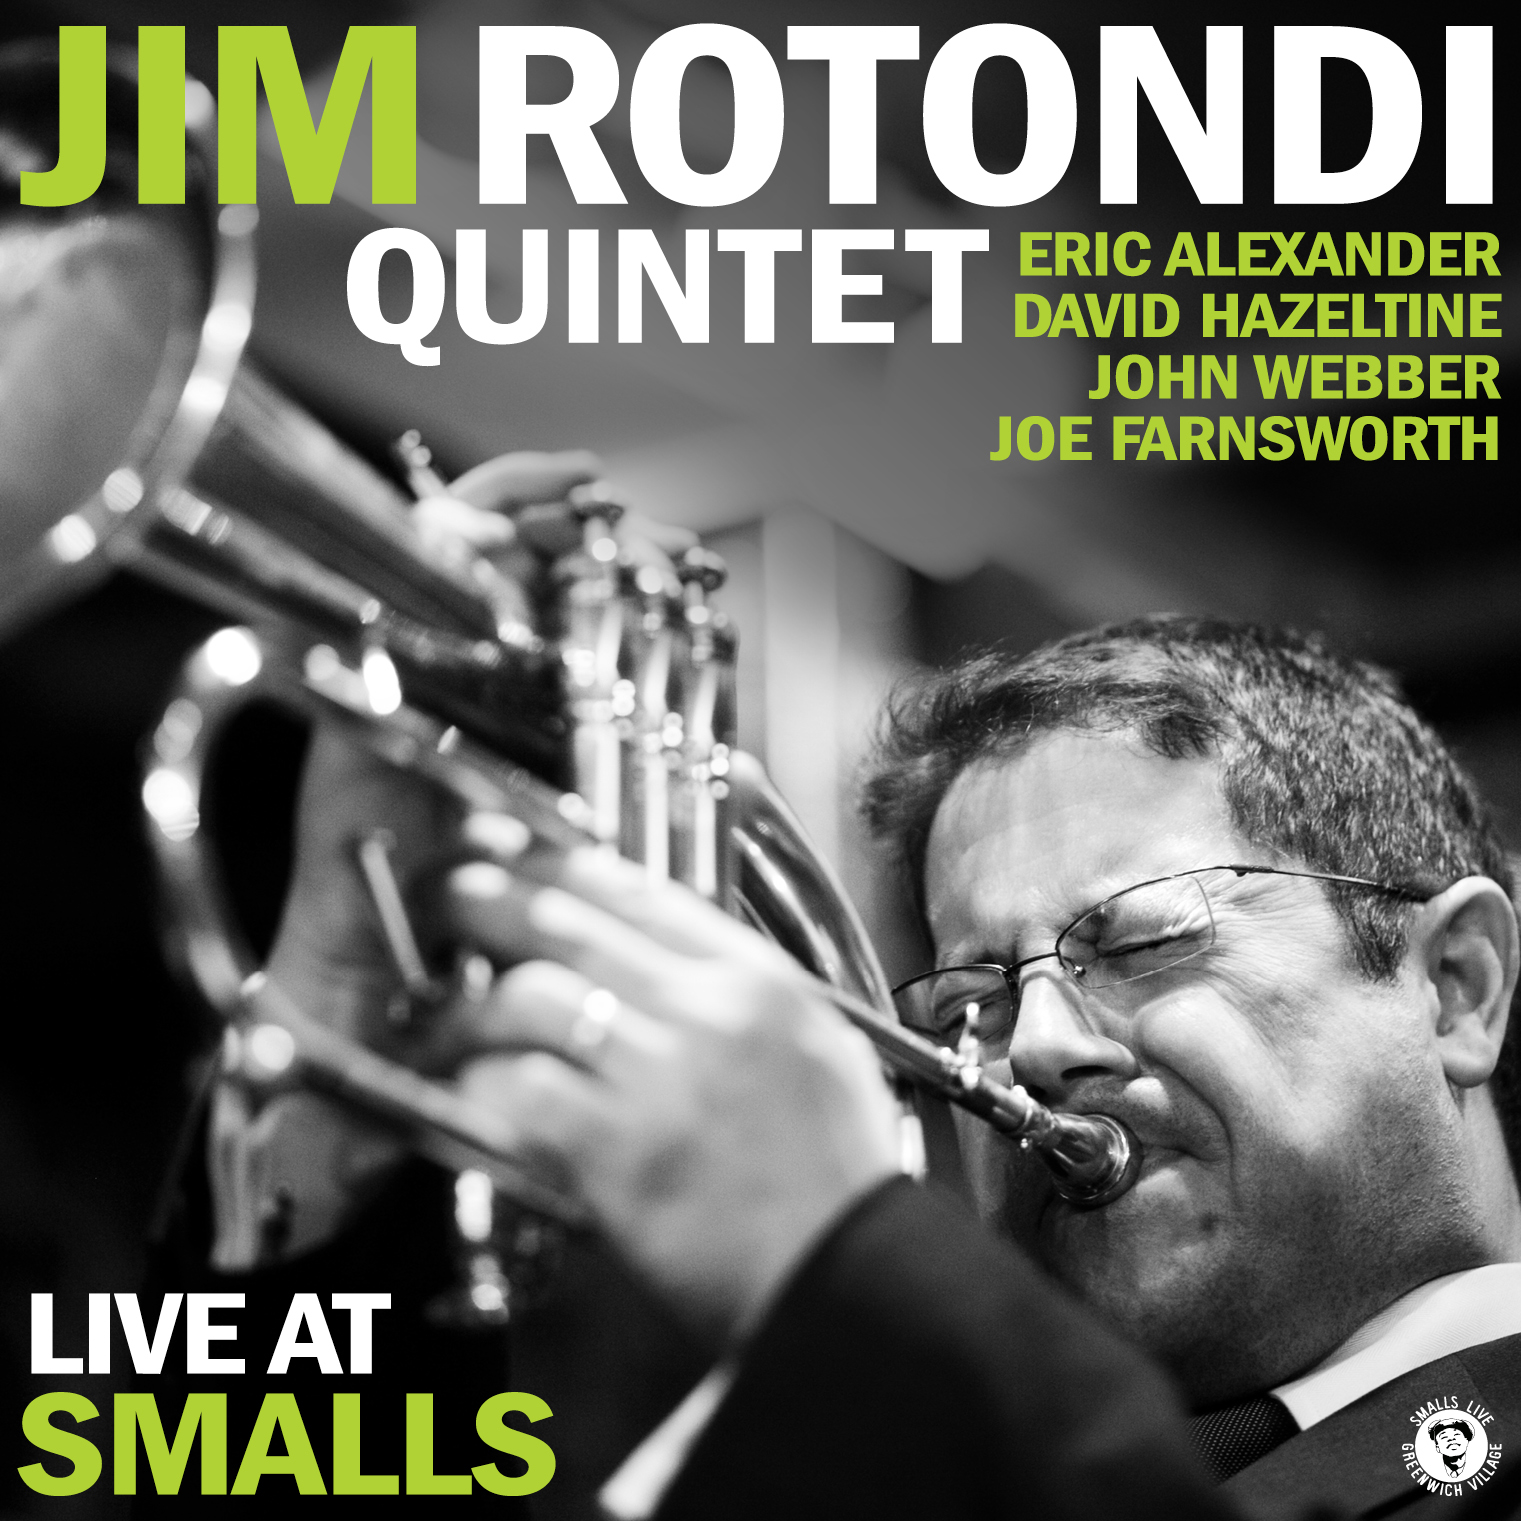 JIM ROTONDI
QUINTET
ERIC ALEXANDER
DAVID HAZELTINE
JOHN WEBBER
JOE FARNSWORTH
LIVE AT
SMALLS
SMALLS LIVE
GREENWICH VILLAGE